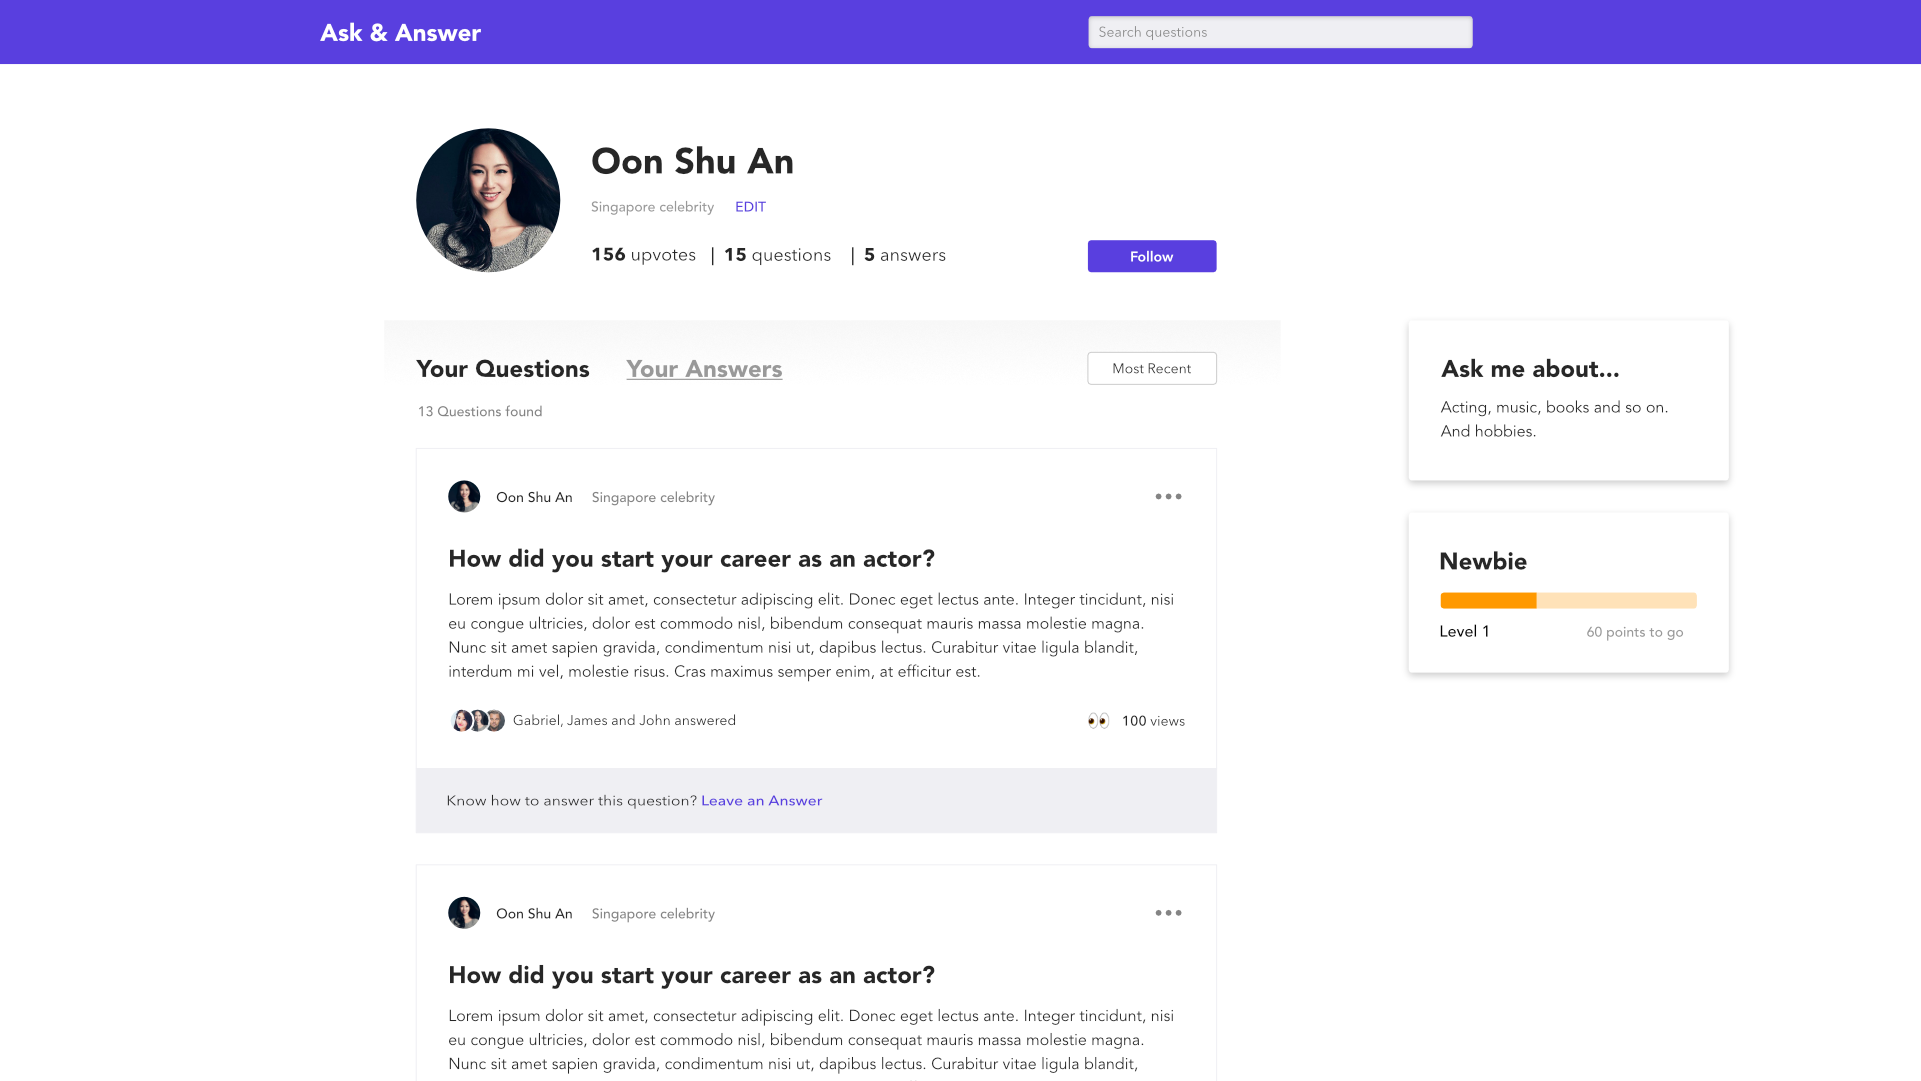 Ask & Answer
Search questions
Oon Shu An
Singapore celebrity EDIT
156 upvotes | 15 questions | 5 answers
Follow
Your Questions Your Answers
Most Recent
13 Questions found
Oon Shu An Singapore celebrity
How did you start your career as an actor?
Lorem ipsum dolor sit amet, consectetur adipiscing elit. Donec eget lectus ante. Integer tincidunt, nisi
eu congue ultricies, dolor est commodo nisl, bibendum consequat mauris massa molestie magna.
Nunc sit amet sapien gravida, condimentum nisi ut, dapibus lectus. Curabitur vitae ligula blandit,
interdum mi vel, molestie risus. Cras maximus semper enim, at efficitur est.
Gabriel, James and John answered
100 views
Know how to answer this question? Leave an Answer
Oon Shu An Singapore celebrity
How did you start your career as an actor?
Lorem ipsum dolor sit amet, consectetur adipiscing elit. Donec eget lectus ante. Integer tincidunt, nisi
eu congue ultricies, dolor est commodo nisl, bibendum consequat mauris massa molestie magna.
Nunc sit amet sapien gravida, condimentum nisi ut, dapibus lectus. Curabitur vitae ligula blandit,
Ask me about...
Acting, music, books and so on.
And hobbies.
Newbie
Level 1
60 points to go